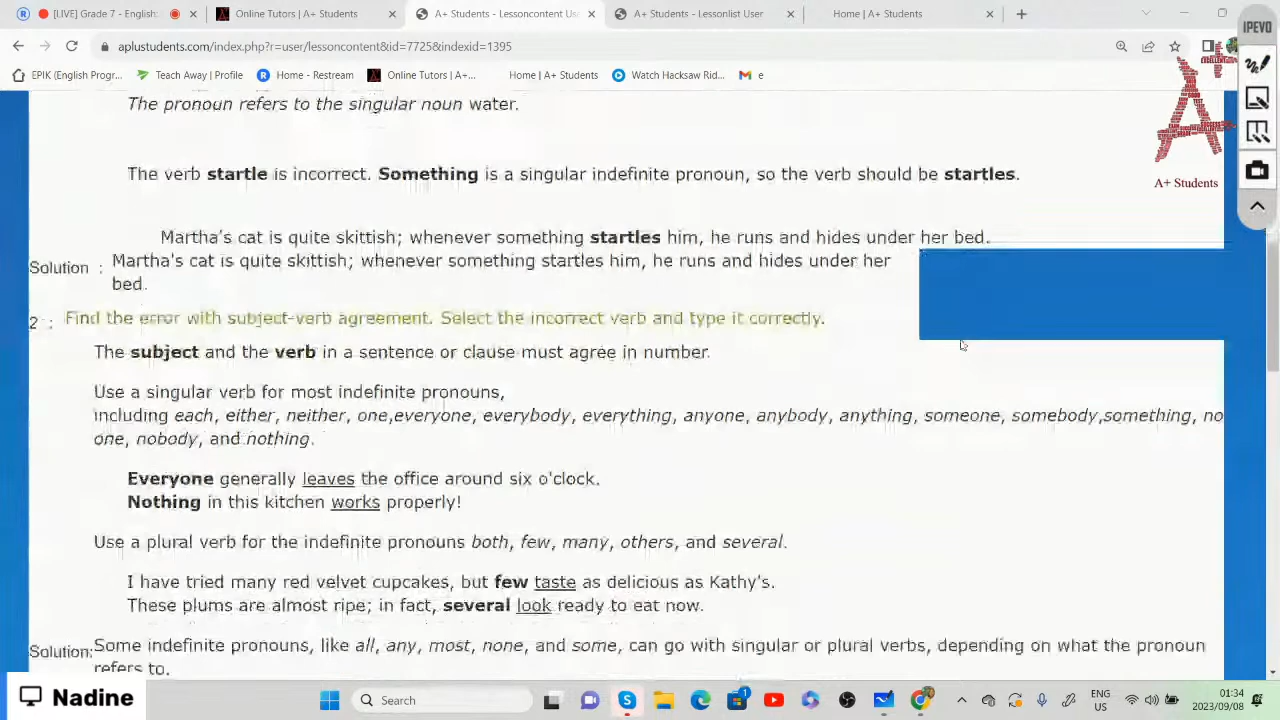 [LIVE] Grade 7 - English:
Online Tutors | A+ Students
A+ Students - Lessoncontent Use
A+ Students - Lessonlist User
Home | A+ Students
IPEVO
aplustudents.com/index.php?r=user/lessoncontent&id=7725&indexid=1395
EPIK (English Progr...
Teach Away | Profile
Home - Restream
Online Tutors | A+...
Home | A+ Students
Watch Hacksaw Rid...
e
The pronoun refers to the singular noun water.
The verb startle is incorrect. Something is a singular indefinite pronoun, so the verb should be startles.
A+ Students
Martha's cat is quite skittish; whenever something startles him, he runs and hides under her bed.
Solution :
Martha's cat is quite skittish; whenever something startles him, he runs and hides under her
bed.
2 : Find the error with subject-verb agreement. Select the incorrect verb and type it correctly.
The subject and the verb in a sentence or clause must agree in number.
Use a singular verb for most indefinite pronouns,
including each, either, neither, one,everyone, everybody, everything, anyone, anybody, anything, someone, somebody,something, no
one, nobody, and nothing.
Everyone generally leaves the office around six o'clock.
Nothing in this kitchen works properly!
Use a plural verb for the indefinite pronouns both, few, many, others, and several.
I have tried many red velvet cupcakes, but few taste as delicious as Kathy's.
These plums are almost ripe; in fact, several look ready to eat now.
Solution:
Some indefinite pronouns, like all, any, most, none, and some, can go with singular or plural verbs, depending on what the pronoun
refers to.
Nadine
Search
ENG
US
01:34
2023/09/08